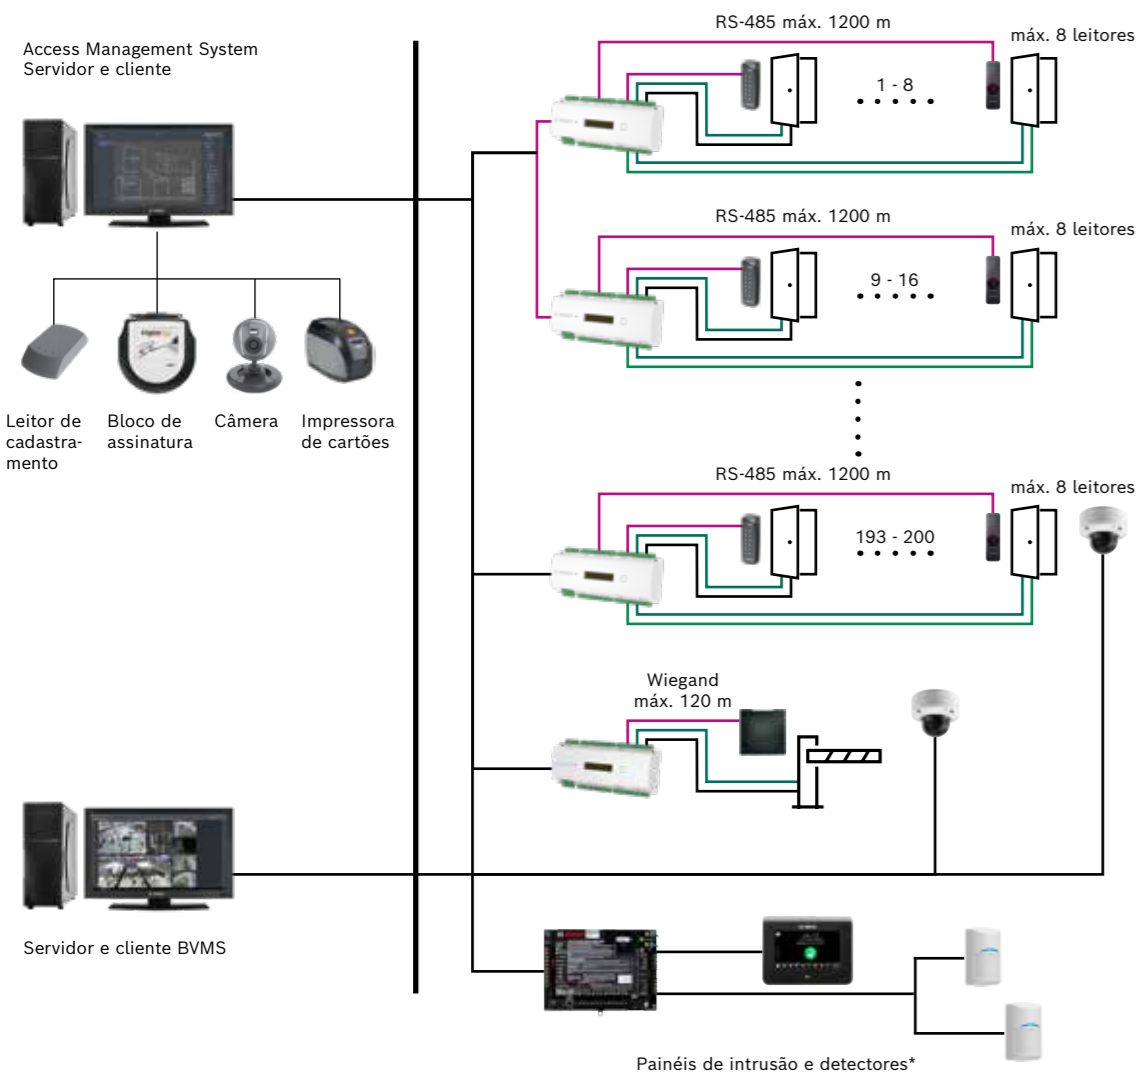 Access Management System
Servidor e cliente
RS-485 máx. 1200 m
máx. 8 leitores
1 - 8
RS-485 máx. 1200 m
máx. 8 leitores
9 - 16
Leitor de
cadastra-
mento
Bloco de
assinatura
Câmera
Impressora
de cartões
RS-485 máx. 1200 m
máx. 8 leitores
193 - 200
Wiegand
máx. 120 m
Servidor e cliente BVMS
Painéis de intrusão e detectores*